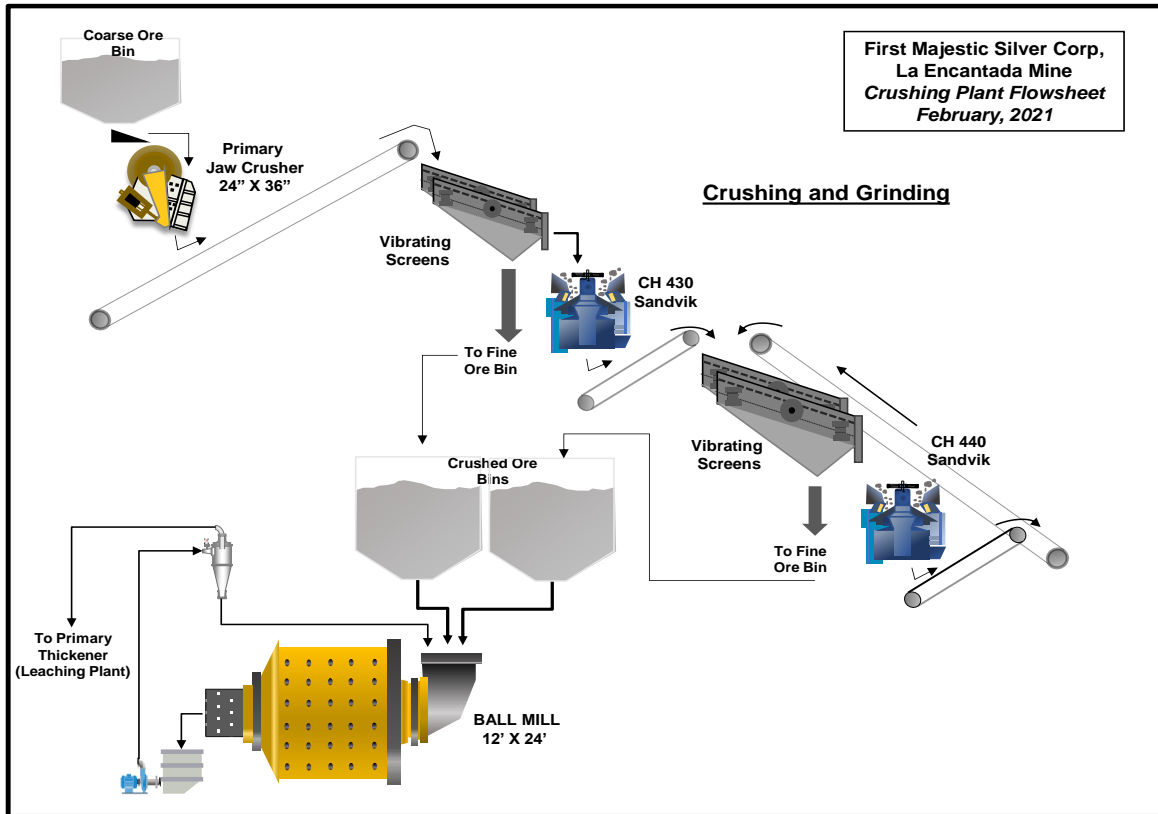 Coarse Ore
Bin
First Majestic Silver Corp,
La Encantada Mine
Crushing Plant Flowsheet
February, 2021
Primary
Jaw Crusher
24” X 36”
Crushing and Grinding
Vibrating
Screens
CH 430
Sandvik
To Fine
Ore Bin
Vibrating
Screens
CH 440
Sandvik
Crushed Ore
Bins
To Fine
Ore Bin
To Primary
Thickener
(Leaching Plant)
BALL MILL
12’ X 24’